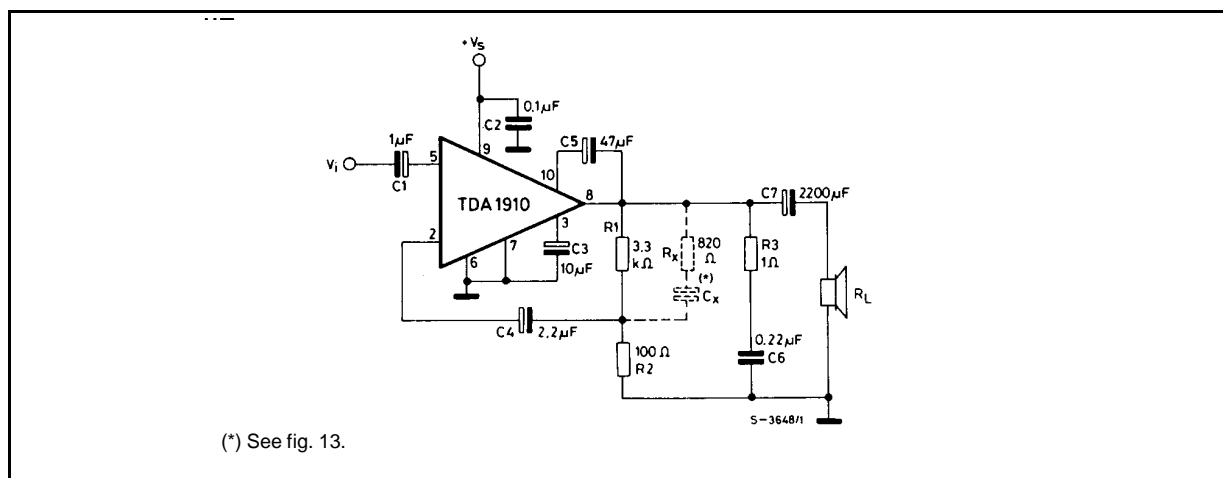 +Vs
0.1µF
C2
1µF
C5
47µF
Vi
5
9
10
C1
TDA1910
8
C7
2200µF
3
R1
2
7
C3
3.3
kΩ
Rx
820
Ω
R3
1Ω
6
10µF
(*)
Cx
RL
C4
2,2µF
100Ω
R2
0.22µF
C6
S-3648/1
(*) See fig. 13.